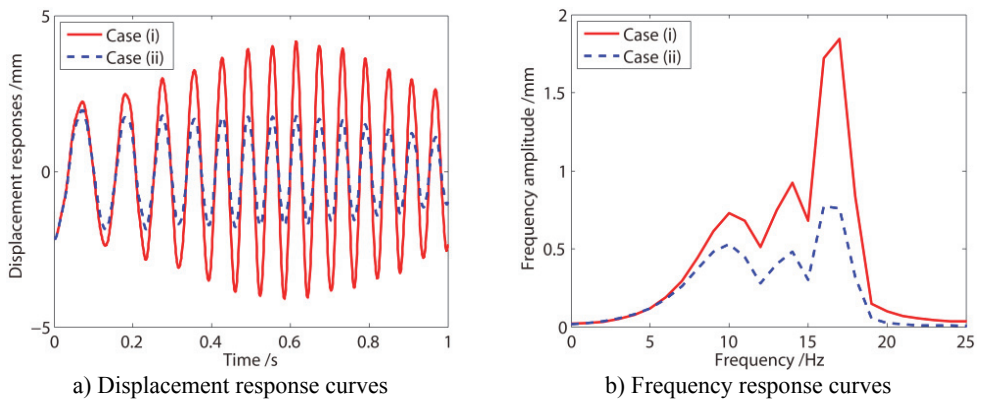 5
Case (i)
Case (ii)
Displacement responses /mm
0
−5
0
0.2
0.4
0.6
0.8
1
Time /s
a) Displacement response curves
2
Case (i)
Case (ii)
1.5
Frequency amplitude /mm
1
0.5
0
0
5
10
15
20
25
Frequency /Hz
b) Frequency response curves